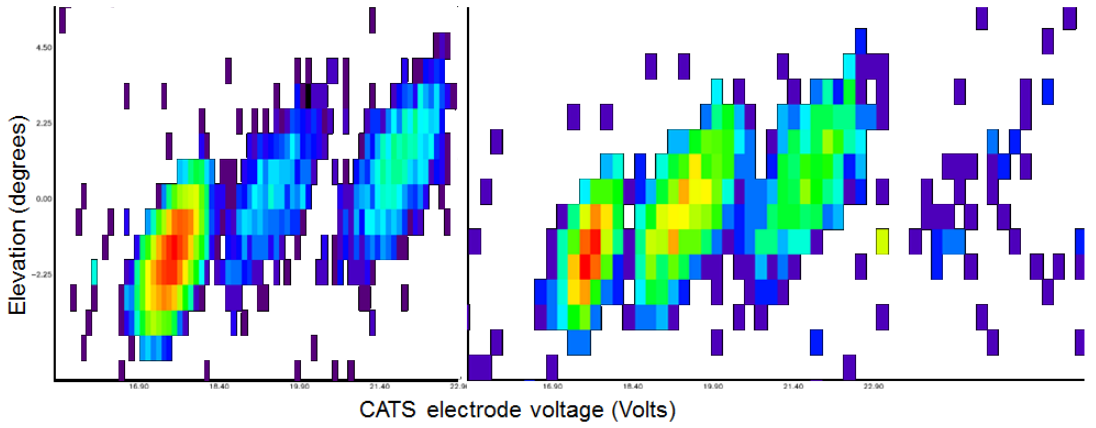 4.50
2.25
0.00
-2.25
Elevation (degrees)
16.90 18.40 19.90 21.40 22.90
16.90 18.40 19.90 21.40 22.90
CATS electrode voltage (Volts)